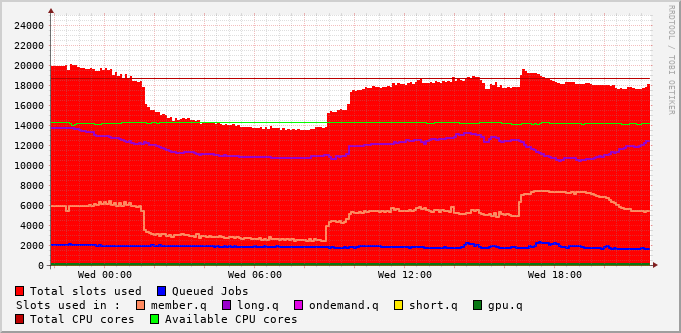 RRDTOOL / TOBI OETIKER
24000
22000
20000
18000
16000
14000
12000
10000
8000
6000
4000
2000
0
Wed 00:00 Wed 06:00 Wed 12:00 Wed 18:00
Total slots used Queued Jobs
Slots used in : member.q long.q ondemand.q short.q gpu.q
Total CPU cores Available CPU cores